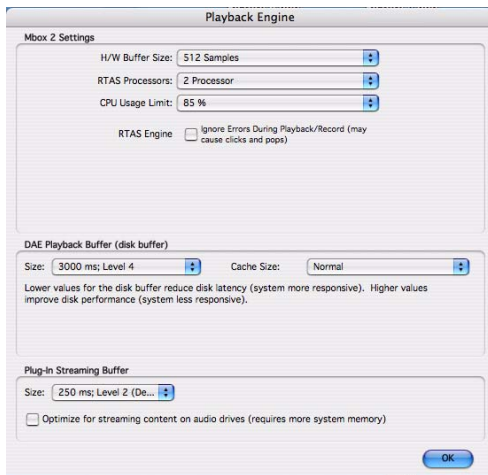 Playback Engine
Mbox 2 Settings
H/W Buffer Size: 512 Samples
RTAS Processors: 2 Processor
CPU Usage Limit: 85 %
RTAS Engine Ignore Errors During Playback/Record (may
cause clicks and pops)
DAE Playback Buffer (disk buffer)
Size: 3000 ms; Level 4 Cache Size: Normal
Lower values for the disk buffer reduce disk latency (system more responsive). Higher values
improve disk performance (system less responsive).
Plug-In Streaming Buffer
Size: 250 ms; Level 2 (De...
Optimize for streaming content on audio drives (requires more system memory)
OK